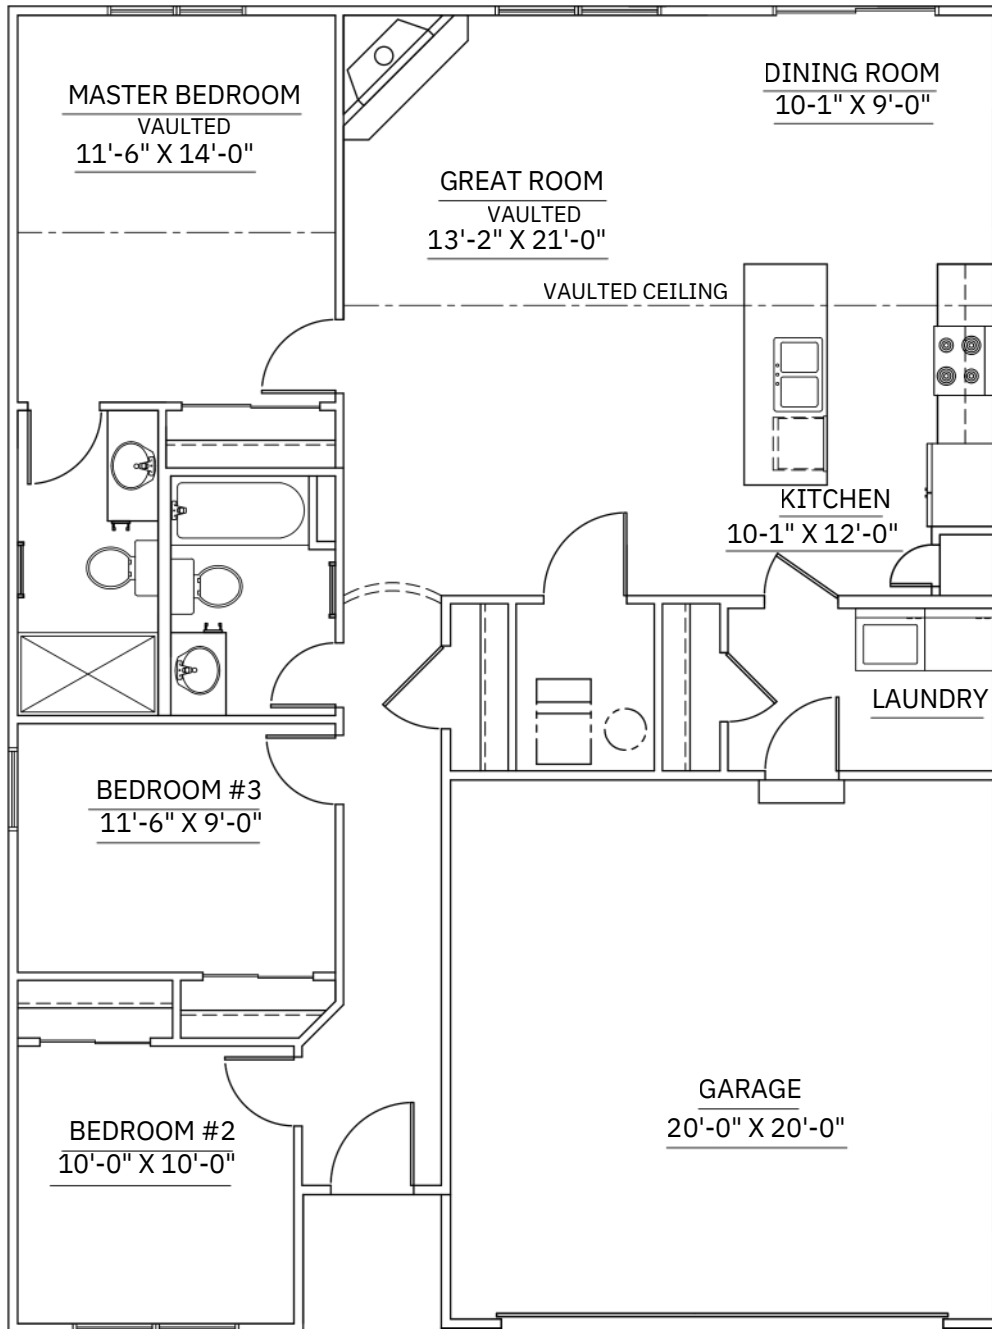 MASTER BEDROOM
VAULTED
11'-6" X 14'-0"
DINING ROOM
10-1" X 9'-0"
GREAT ROOM
VAULTED
13'-2" X 21'-0"
VAULTED CEILING
KITCHEN
10-1" X 12'-0"
LAUNDRY
BEDROOM #3
11'-6" X 9'-0"
BEDROOM #2
10'-0" X 10'-0"
GARAGE
20'-0" X 20'-0"